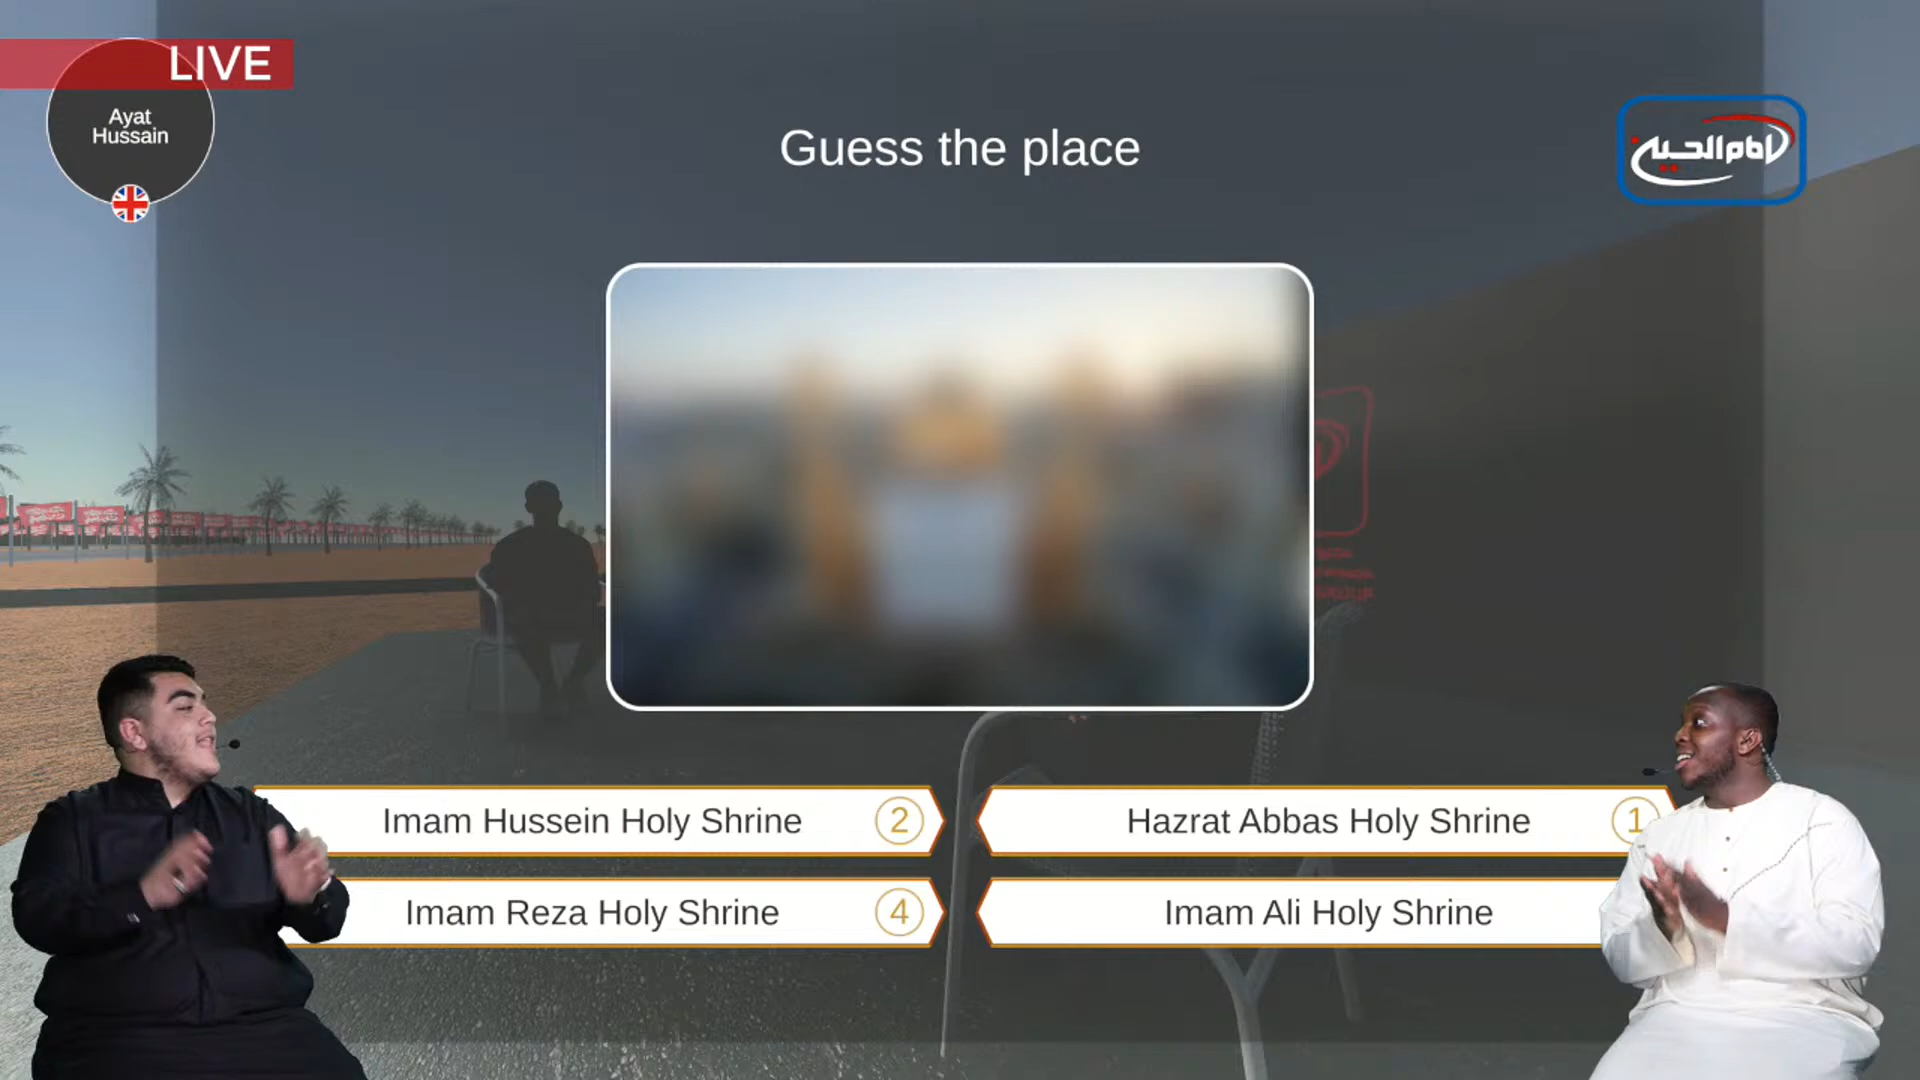 LIVE
Ayat
Hussain
Guess the place
الإمام الحسين
Imam Hussein Holy Shrine 2
Hazrat Abbas Holy Shrine 1
Imam Reza Holy Shrine 4
Imam Ali Holy Shrine